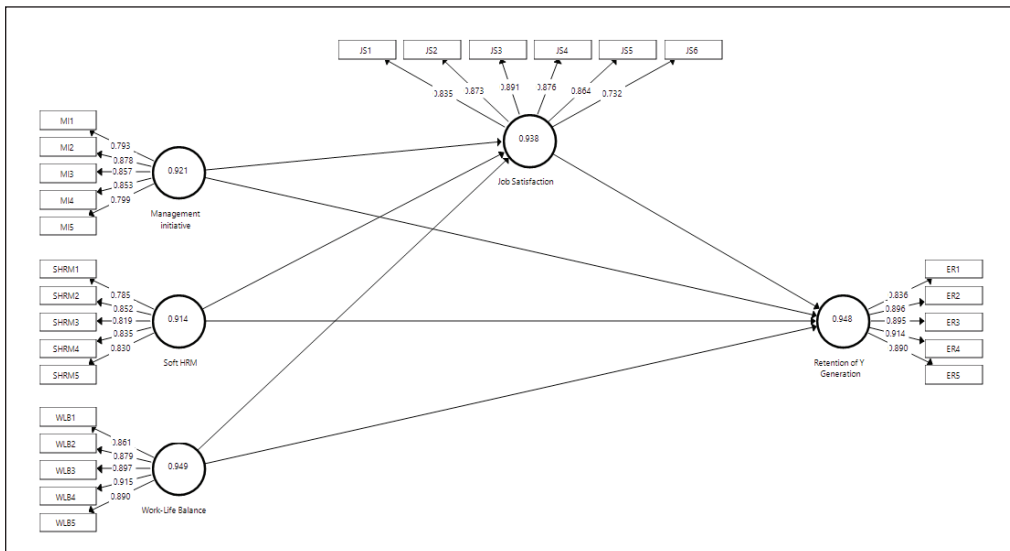 JS1
JS2
JS3
JS4
JS5
JS6
0.835
0.873
0.891
0.876
0.864
0.732
0.938
Job Satisfaction
MI1
MI2
MI3
MI4
MI5
0.793
0.878
0.857
0.853
0.799
0.921
Management
initiative
SHRM1
SHRM2
SHRM3
SHRM4
SHRM5
0.785
0.852
0.819
0.835
0.830
0.914
Soft HRM
WLB1
WLB2
WLB3
WLB4
WLB5
0.861
0.879
0.897
0.915
0.890
0.949
Work-Life Balance
0.948
Retention of Y
Generation
0.836
0.896
0.895
0.914
0.890
ER1
ER2
ER3
ER4
ER5